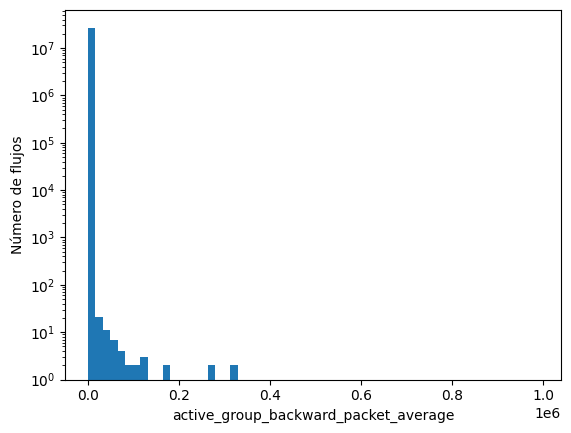 10⁷
10⁶
10⁵
10⁴
10³
10²
10¹
10⁰
Número de flujos
0.0 0.2 0.4 0.6 0.8 1.0
1e6
active_group_backward_packet_average